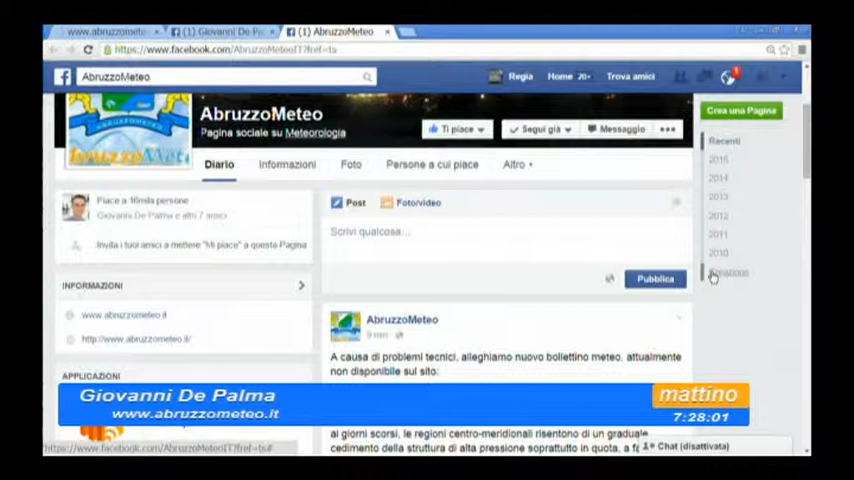 www.abruzzometeo
(1) Giovanni De Pa
(1) AbruzzoMeteo
https://www.facebook.com/AbruzzoMeteoIT?fref=ts
AbruzzoMeteo
Regia
Home 20+
Trova amici
1
AbruzzoMeteo
Pagina sociale su Meteorologia
Ti piace
Segui già
Messaggio
Crea una Pagina
Diario
Informazioni
Foto
Persone a cui piace
Altro
Recenti
2015
2014
2013
2012
2011
2010
Piace a 16mila persone
Giovanni De Palma e altri 7 amici
Invita i tuoi amici a mettere "Mi piace" a questa Pagina
Post
Foto/video
Scrivi qualcosa...
Pubblica
INFORMAZIONI
www.abruzzometeo.it
http://www.abruzzometeo.it/
APPLICAZIONI
AbruzzoMeteo
9 min
A causa di problemi tecnici, alleghiamo nuovo bollettino meteo, attualmente
non disponibile sul sito:
Giovanni De Palma
www.abruzzometeo.it
mattino
7:28:01
ai giorni scorsi, le regioni centro-meridionali risentono di un graduale
cedimento della struttura di alta pressione soprattutto in quota, a
Chat (disattivata)
https://www.facebook.com/AbruzzoMeteoIT?fref=ts#